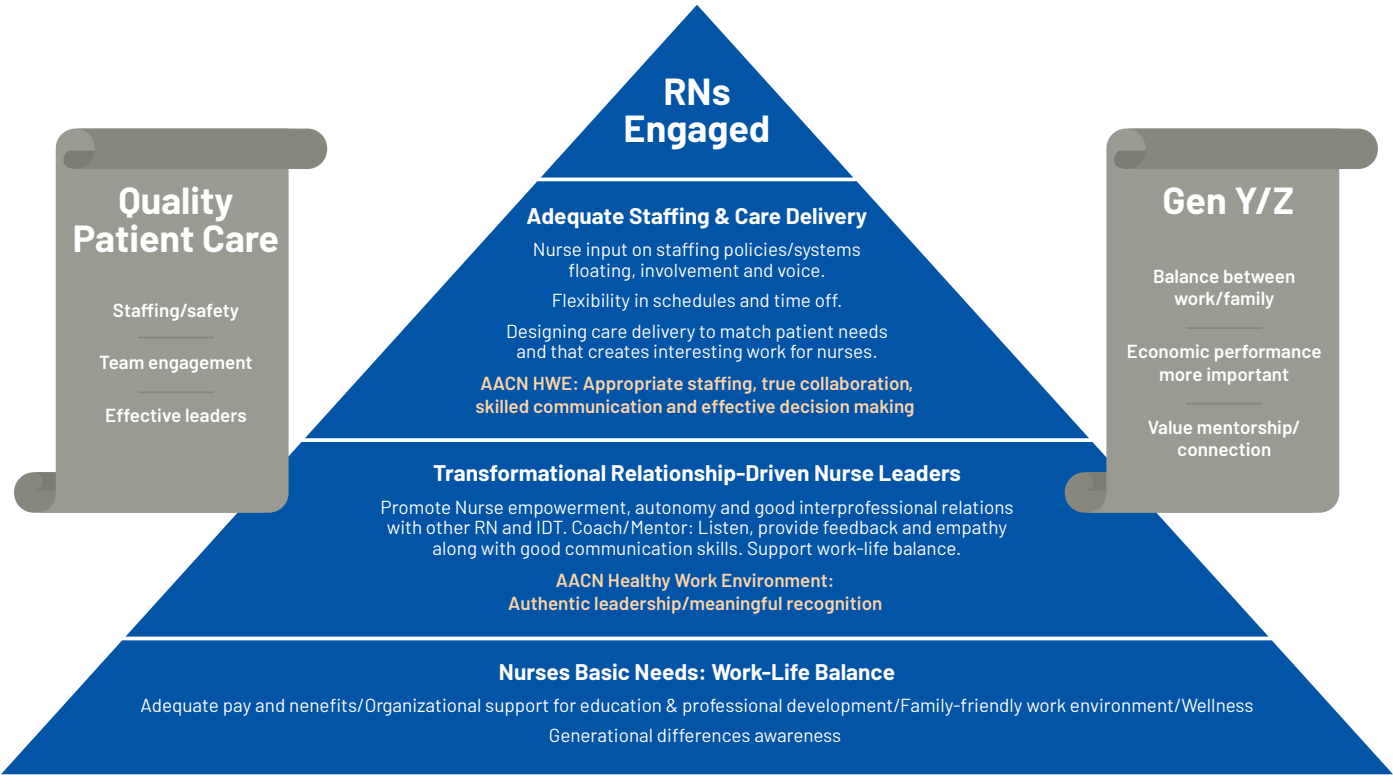 RNs
Engaged
Quality
Patient Care
Staffing/safety
Team engagement
Effective leaders
Adequate Staffing & Care Delivery
Nurse input on staffing policies/systems
floating, involvement and voice.
Flexibility in schedules and time off.
Designing care delivery to match patient needs
and that creates interesting work for nurses.
AACN HWE: Appropriate staffing, true collaboration,
skilled communication and effective decision making
Gen Y/Z
Balance between
work/family
Economic performance
more important
Value mentorship/
connection
Transformational Relationship-Driven Nurse Leaders
Promote Nurse empowerment, autonomy and good interprofessional relations
with other RN and IDT. Coach/Mentor: Listen, provide feedback and empathy
along with good communication skills. Support work-life balance.
AACN Healthy Work Environment:
Authentic leadership/meaningful recognition
Nurses Basic Needs: Work-Life Balance
Adequate pay and nenefits/Organizational support for education & professional development/Family-friendly work environment/Wellness
Generational differences awareness